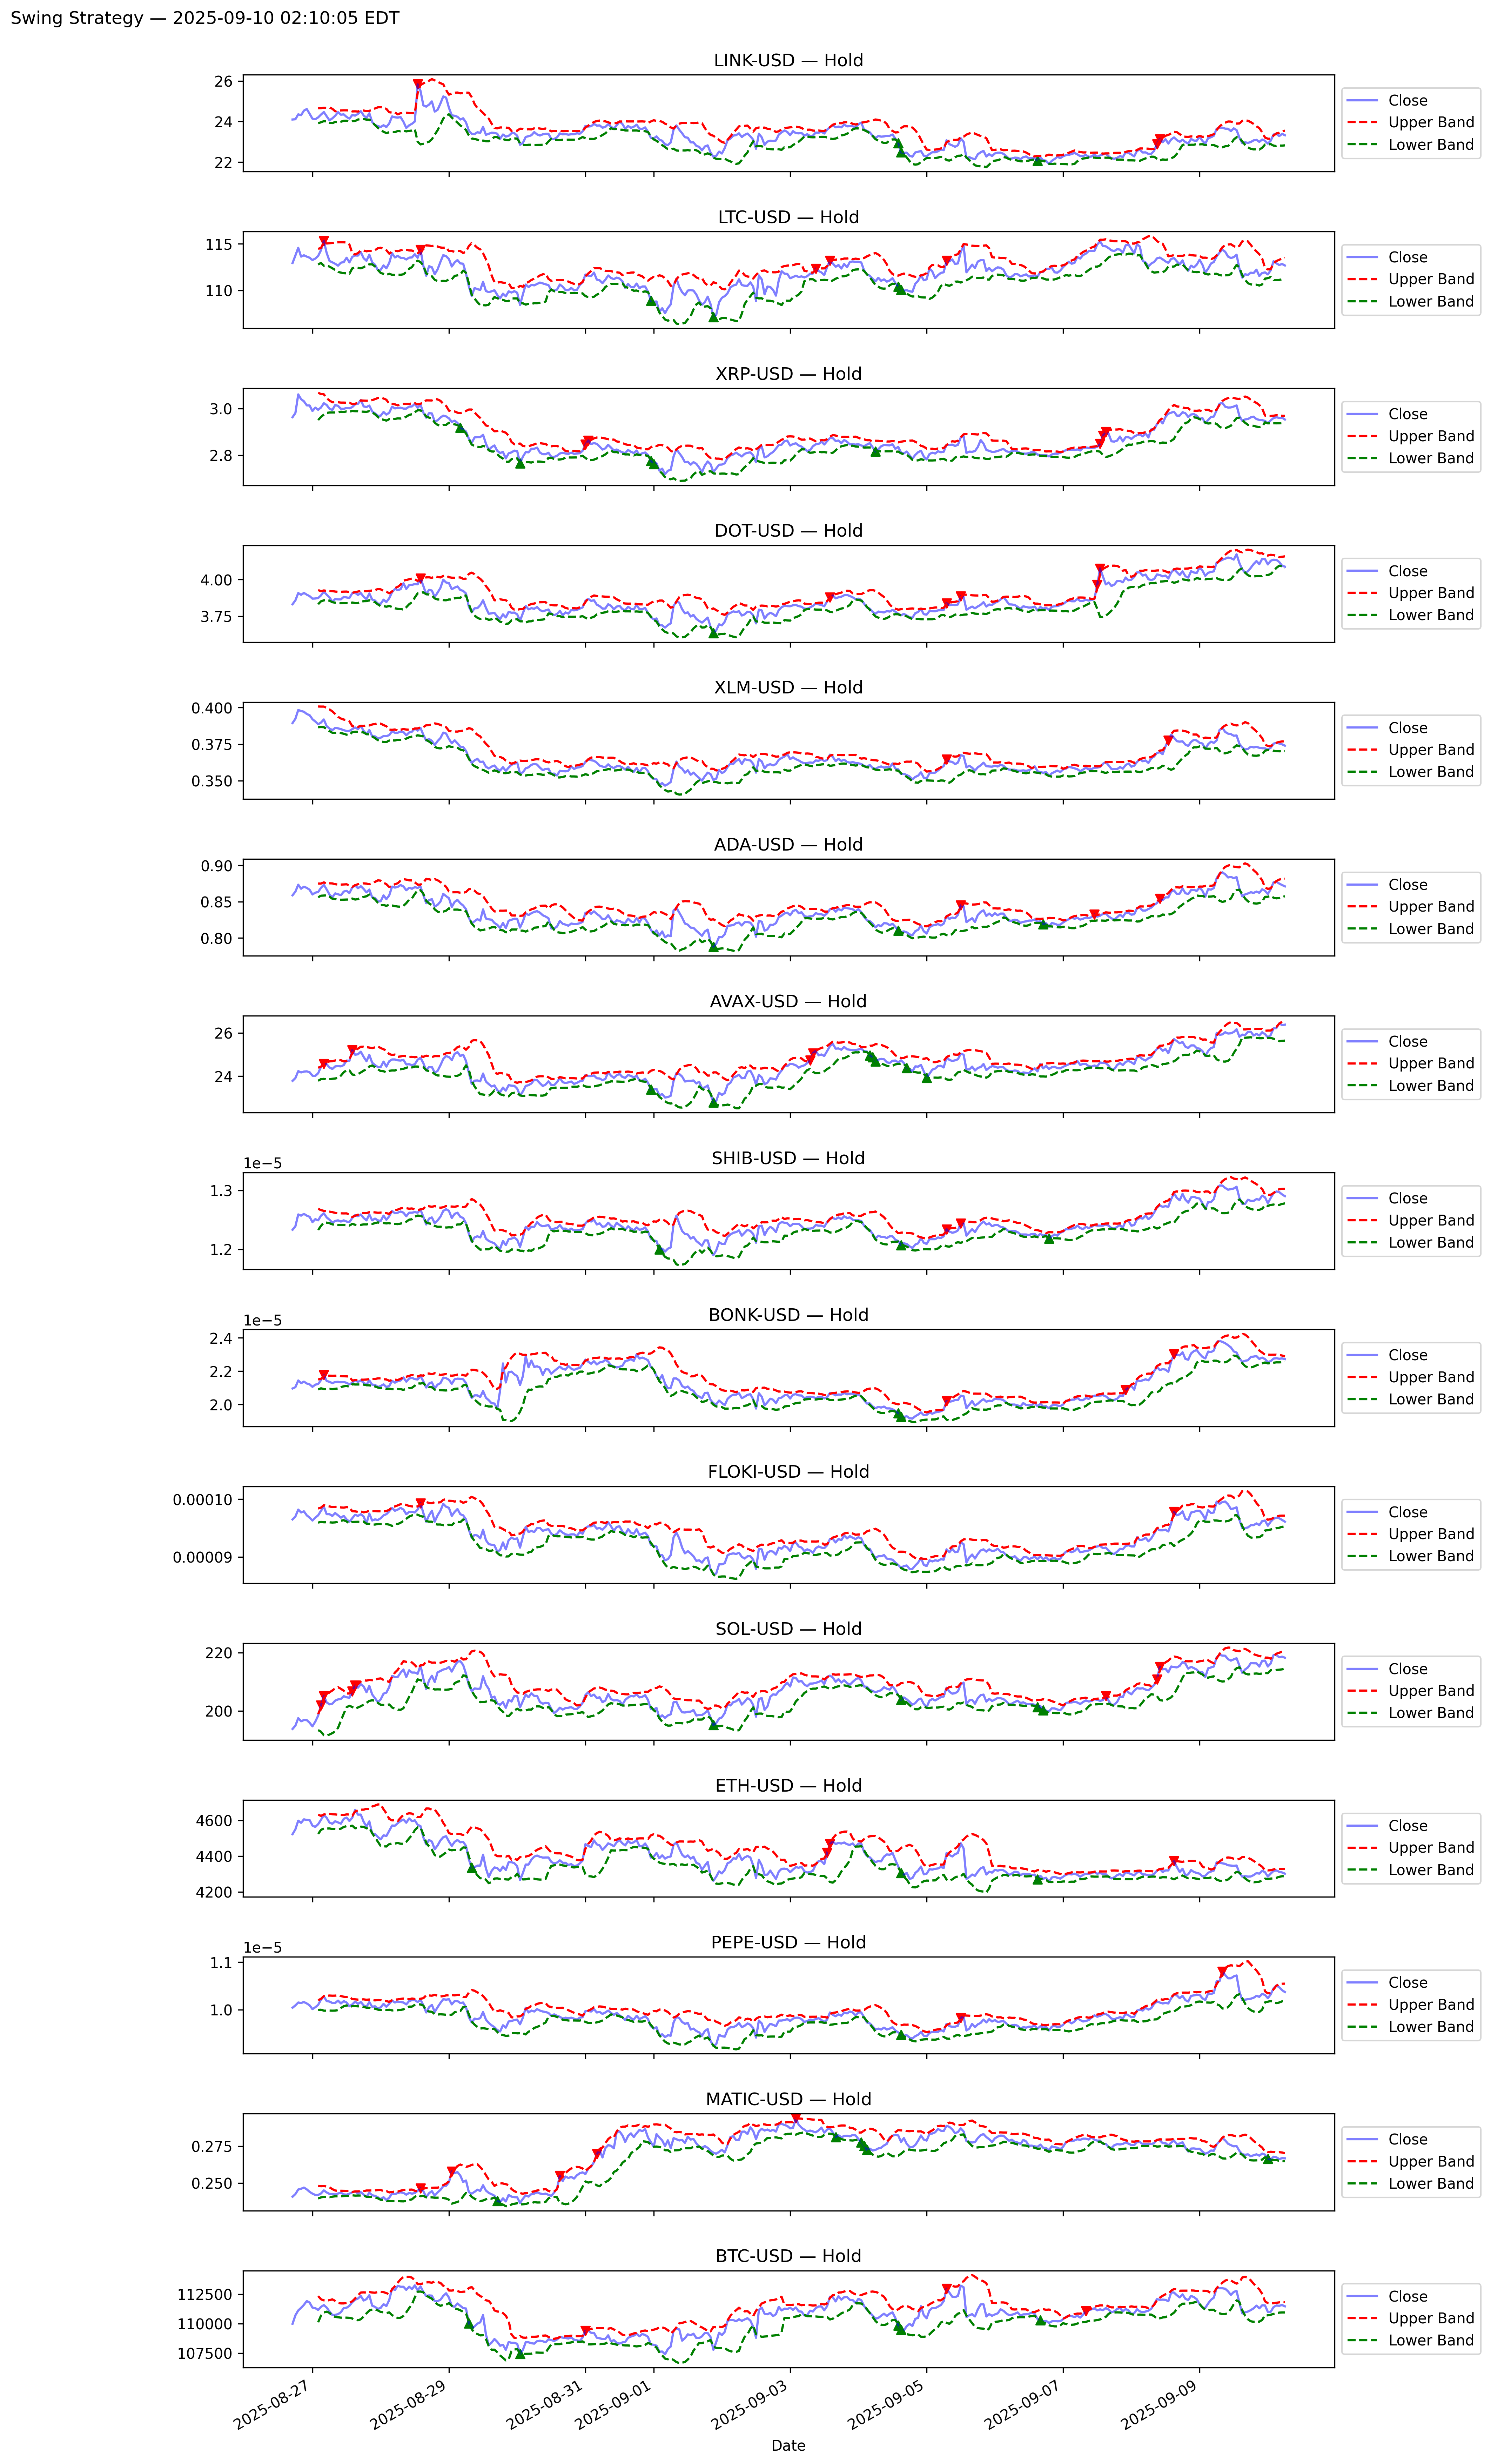 Swing Strategy — 2025-09-10 02:10:05 EDT
LINK-USD — Hold
26
24
22
Close
Upper Band
Lower Band
LTC-USD — Hold
115
110
Close
Upper Band
Lower Band
XRP-USD — Hold
3.0
2.8
Close
Upper Band
Lower Band
DOT-USD — Hold
4.00
3.75
Close
Upper Band
Lower Band
XLM-USD — Hold
0.400
0.375
0.350
Close
Upper Band
Lower Band
ADA-USD — Hold
0.90
0.85
0.80
Close
Upper Band
Lower Band
AVAX-USD — Hold
26
24
Close
Upper Band
Lower Band
SHIB-USD — Hold
1e−5
1.3
1.2
Close
Upper Band
Lower Band
BONK-USD — Hold
1e−5
2.4
2.2
2.0
Close
Upper Band
Lower Band
FLOKI-USD — Hold
0.00010
0.00009
Close
Upper Band
Lower Band
SOL-USD — Hold
220
200
Close
Upper Band
Lower Band
ETH-USD — Hold
4600
4400
4200
Close
Upper Band
Lower Band
PEPE-USD — Hold
1e−5
1.1
1.0
Close
Upper Band
Lower Band
MATIC-USD — Hold
0.275
0.250
Close
Upper Band
Lower Band
BTC-USD — Hold
112500
110000
107500
Close
Upper Band
Lower Band
2025-08-27
2025-08-29
2025-08-31
2025-09-01
2025-09-03
2025-09-05
2025-09-07
2025-09-09
Date